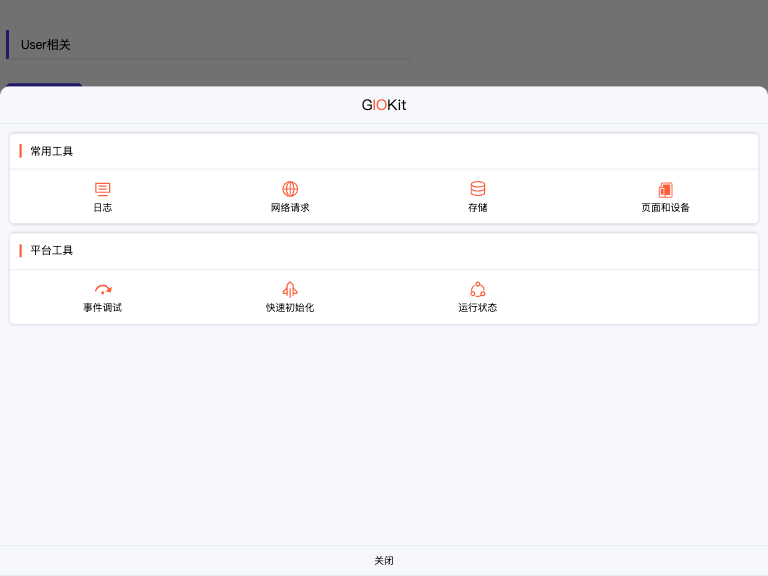 User相关
GIOKit
常用工具
日志 网络请求 存储 页面和设备
平台工具
事件调试 快速初始化 运行状态
关闭